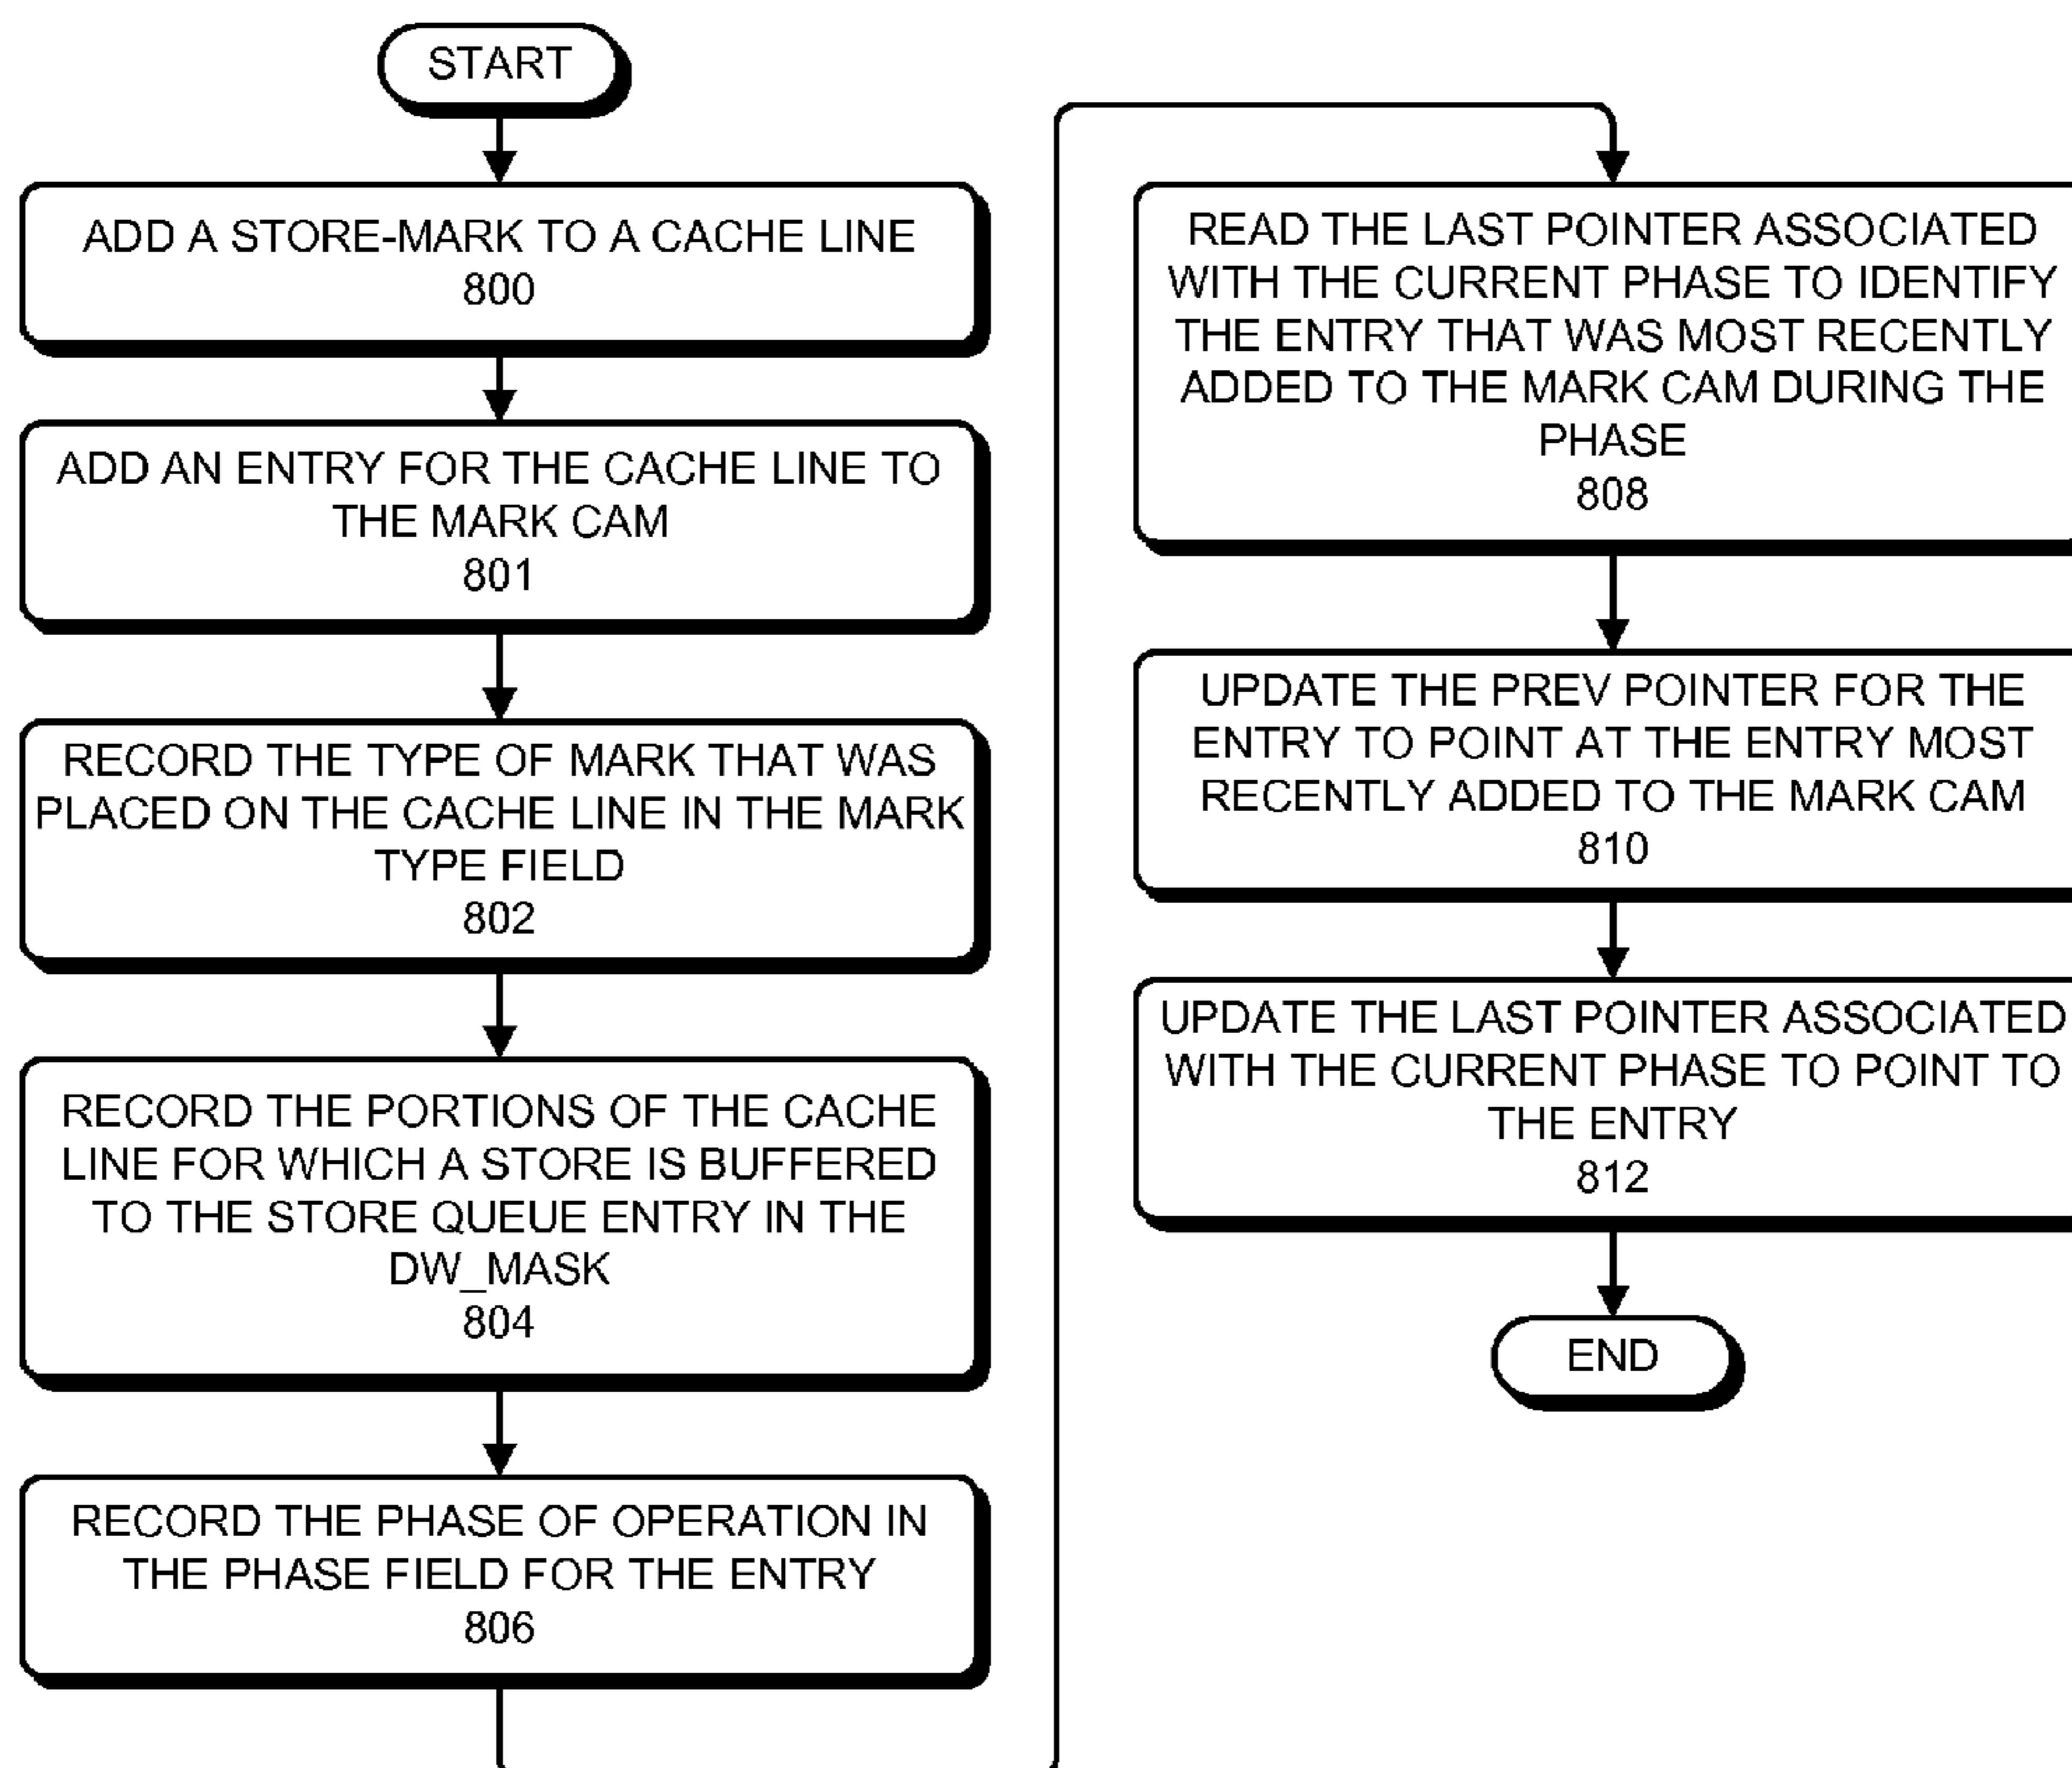 START
ADD A STORE-MARK TO A CACHE LINE
800
ADD AN ENTRY FOR THE CACHE LINE TO
THE MARK CAM
801
RECORD THE TYPE OF MARK THAT WAS
PLACED ON THE CACHE LINE IN THE MARK
TYPE FIELD
802
RECORD THE PORTIONS OF THE CACHE
LINE FOR WHICH A STORE IS BUFFERED
TO THE STORE QUEUE ENTRY IN THE
DW_MASK
804
RECORD THE PHASE OF OPERATION IN
THE PHASE FIELD FOR THE ENTRY
806
READ THE LAST POINTER ASSOCIATED
WITH THE CURRENT PHASE TO IDENTIFY
THE ENTRY THAT WAS MOST RECENTLY
ADDED TO THE MARK CAM DURING THE
PHASE
808
UPDATE THE PREV POINTER FOR THE
ENTRY TO POINT AT THE ENTRY MOST
RECENTLY ADDED TO THE MARK CAM
810
UPDATE THE LAST POINTER ASSOCIATED
WITH THE CURRENT PHASE TO POINT TO
THE ENTRY
812
END